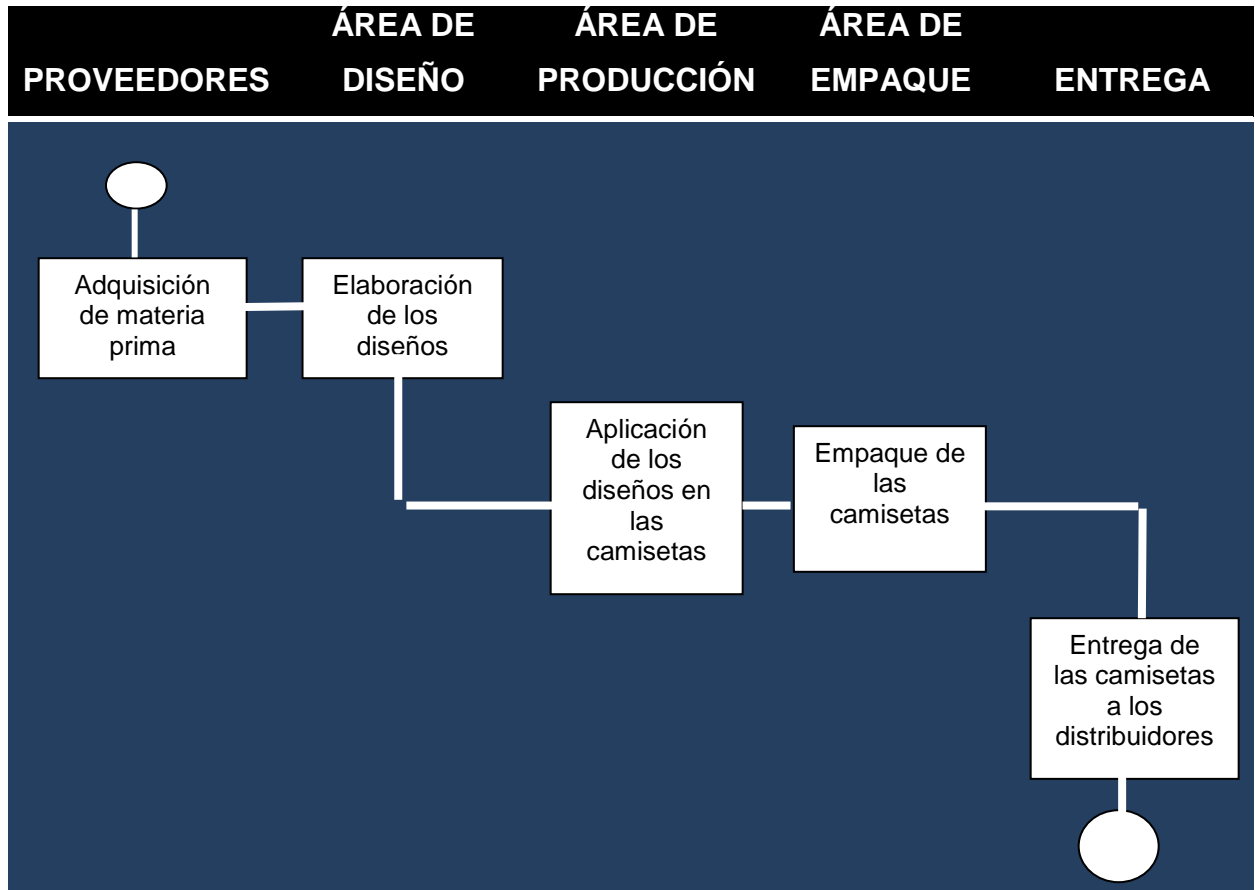 PROVEEDORES
ÁREA DE
DISEÑO
ÁREA DE
PRODUCCIÓN
ÁREA DE
EMPAQUE
ENTREGA
Adquisición
de materia
prima
Elaboración
de los
diseños
Aplicación
de los
diseños en
las
camisetas
Empaque de
las
camisetas
Entrega de
las camisetas
a los
distribuidores